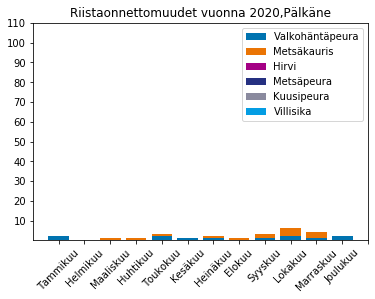 Riistaonnettomuudet vuonna 2020,Pälkäne
110
100
90
80
70
60
50
40
30
20
10
Valkohäntäpeura
Metsäkauris
Hirvi
Metsäpeura
Kuusipeura
Villisika
Tammikuu
Helmikuu
Maaliskuu
Huhtikuu
Toukokuu
Kesäkuu
Heinäkuu
Elokuu
Syyskuu
Lokakuu
Marraskuu
Joulukuu